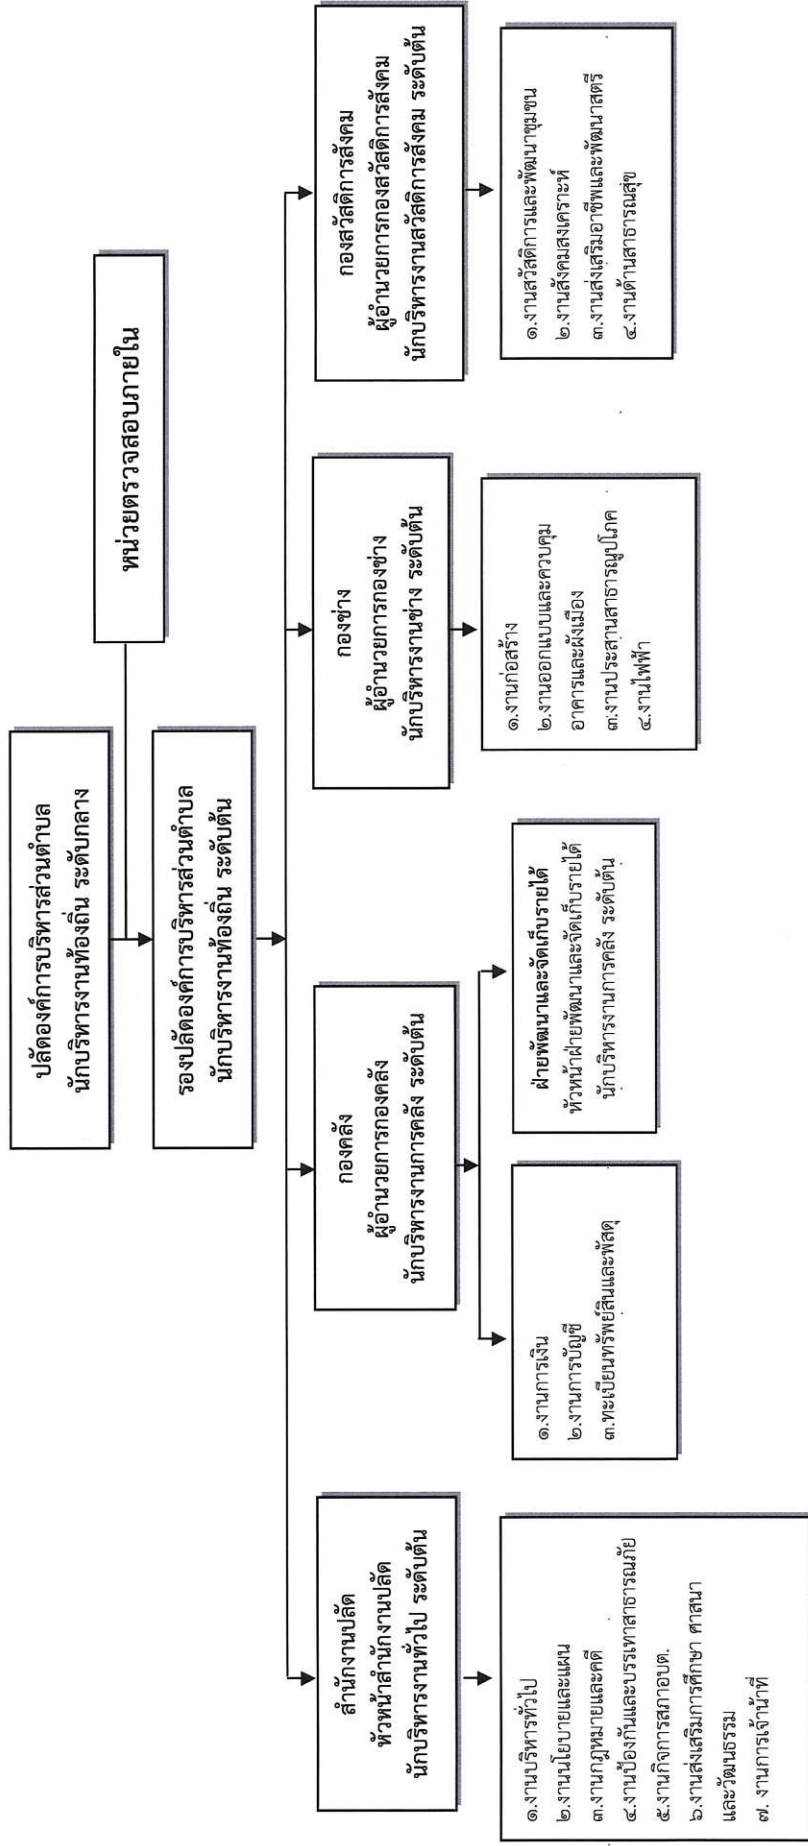 ปลัดองค์การบริหารส่วนตำบล
นักบริหารงานท้องถิ่น ระดับกลาง
หน่วยตรวจสอบภายใน
รองปลัดองค์การบริหารส่วนตำบล
นักบริหารงานท้องถิ่น ระดับต้น
สำนักงานปลัด
หัวหน้าสำนักงานปลัด
นักบริหารงานทั่วไป ระดับต้น
๑.งานบริหารทั่วไป
๒.งานนโยบายและแผน
๓.งานกฎหมายและคดี
๔.งานป้องกันและบรรเทาสาธารณภัย
๕.งานกิจการสภาอบต.
๖.งานส่งเสริมการศึกษา ศาสนา
และวัฒนธรรม
๗. งานการเจ้าน้าที่
กองคลัง
ผู้อำนวยการกองคลัง
นักบริหารงานการคลัง ระดับต้น
๑.งานการเงิน
๒.งานการบัญชี
๓.ทะเบียนทรัพย์สินและพัสดุ
ฝ่ายพัฒนาและจัดเก็บรายได้
หัวหน้าฝ่ายพัฒนาและจัดเก็บรายได้
นักบริหารงานการคลัง ระดับต้น
กองช่าง
ผู้อำนวยการกองช่าง
นักบริหารงานช่าง ระดับต้น
๑.งานก่อสร้าง
๒.งานออกแบบและควบคุม
อาคารและผังเมือง
๓.งานประสานสาธารณูปโภค
๔.งานไฟฟ้า
กองสวัสดิการสังคม
ผู้อำนวยการกองสวัสดิการสังคม
นักบริหารงานสวัสดิการสังคม ระดับต้น
๑.งานสวัสดิการและพัฒนาชุมชน
๒.งานสังคมสงเคราะห์
๓.งานส่งเสริมอาชีพและพัฒนาสตรี
๔.งานด้านสาธารณสุข